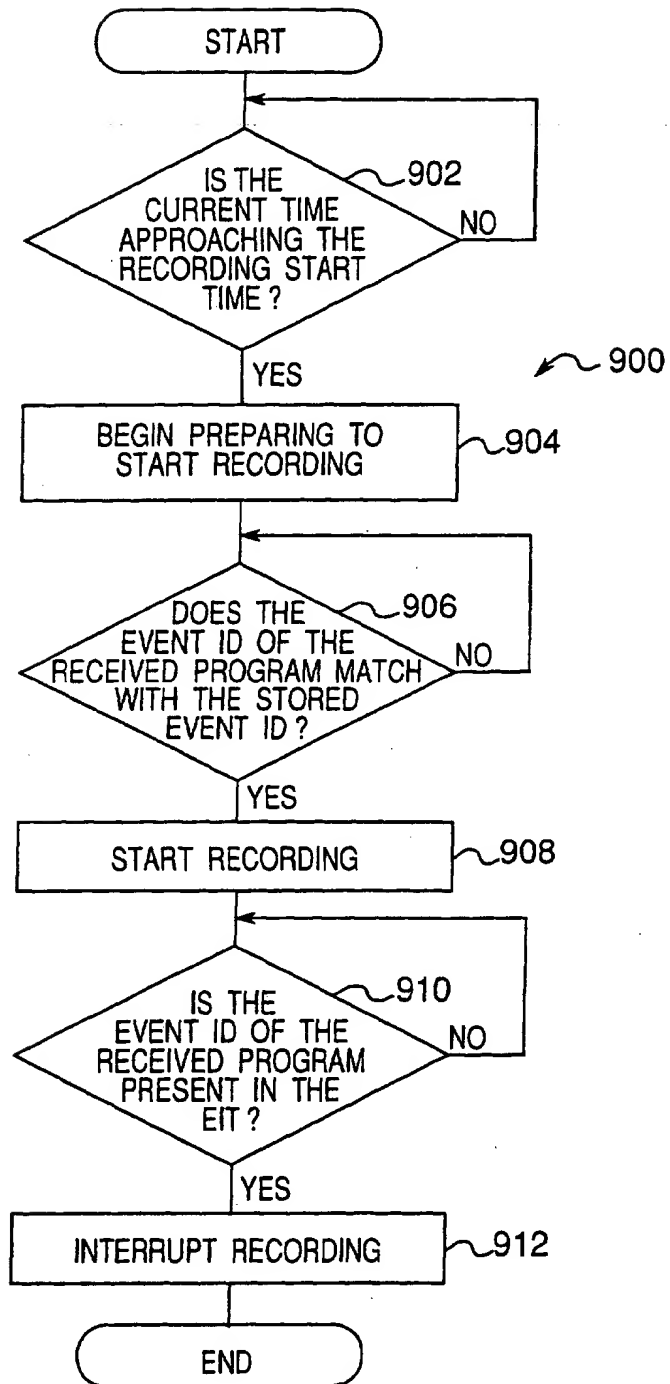 START
IS THE
CURRENT TIME
APPROACHING THE
RECORDING START
TIME ?
902
NO
YES
900
BEGIN PREPARING TO
START RECORDING
904
DOES THE
EVENT ID OF THE
RECEIVED PROGRAM MATCH
WITH THE STORED
EVENT ID ?
906
NO
YES
START RECORDING
908
IS THE
EVENT ID OF THE
RECEIVED PROGRAM
PRESENT IN THE
EIT ?
910
NO
YES
INTERRUPT RECORDING
912
END